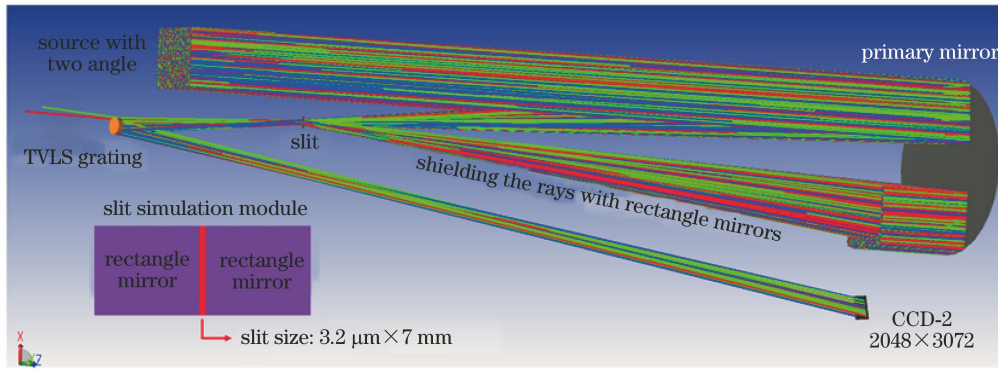 source with
two angle
primary mirror
TVLS grating
slit
shielding the rays with rectangle mirrors
slit simulation module
rectangle
mirror
rectangle
mirror
slit size: 3.2 μm×7 mm
CCD-2
2048×3072
X
Z